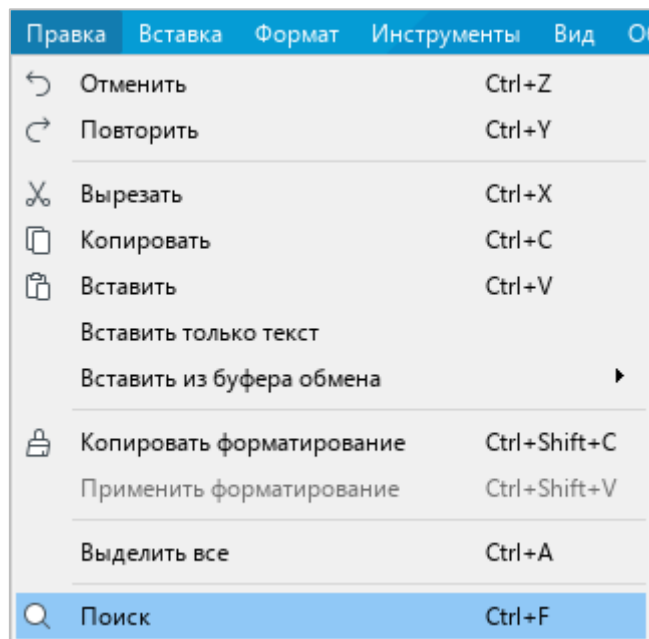 Правка Вставка Формат Инструменты Вид
Отменить Ctrl+Z
Повторить Ctrl+Y
Вырезать Ctrl+X
Копировать Ctrl+C
Вставить Ctrl+V
Вставить только текст
Вставить из буфера обмена
Копировать форматирование Ctrl+Shift+C
Применить форматирование Ctrl+Shift+V
Выделить все Ctrl+A
Поиск Ctrl+F